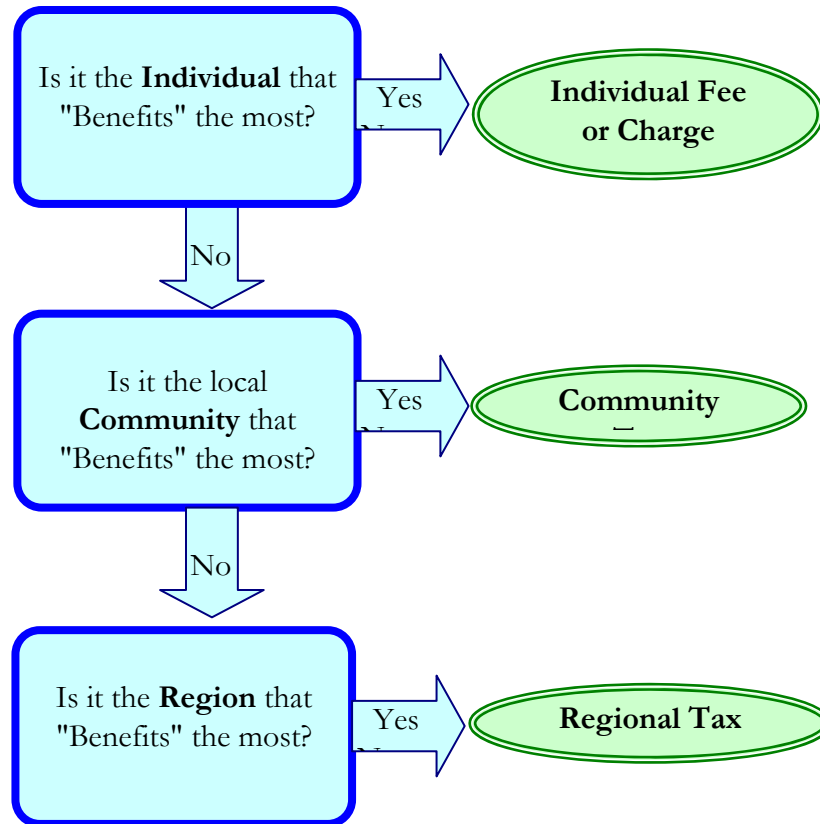 Is it the Individual that
"Benefits" the most?
Yes
Individual Fee
or Charge
No
Is it the local
Community that
"Benefits" the most?
Yes
Community
No
Is it the Region that
"Benefits" the most?
Yes
Regional Tax